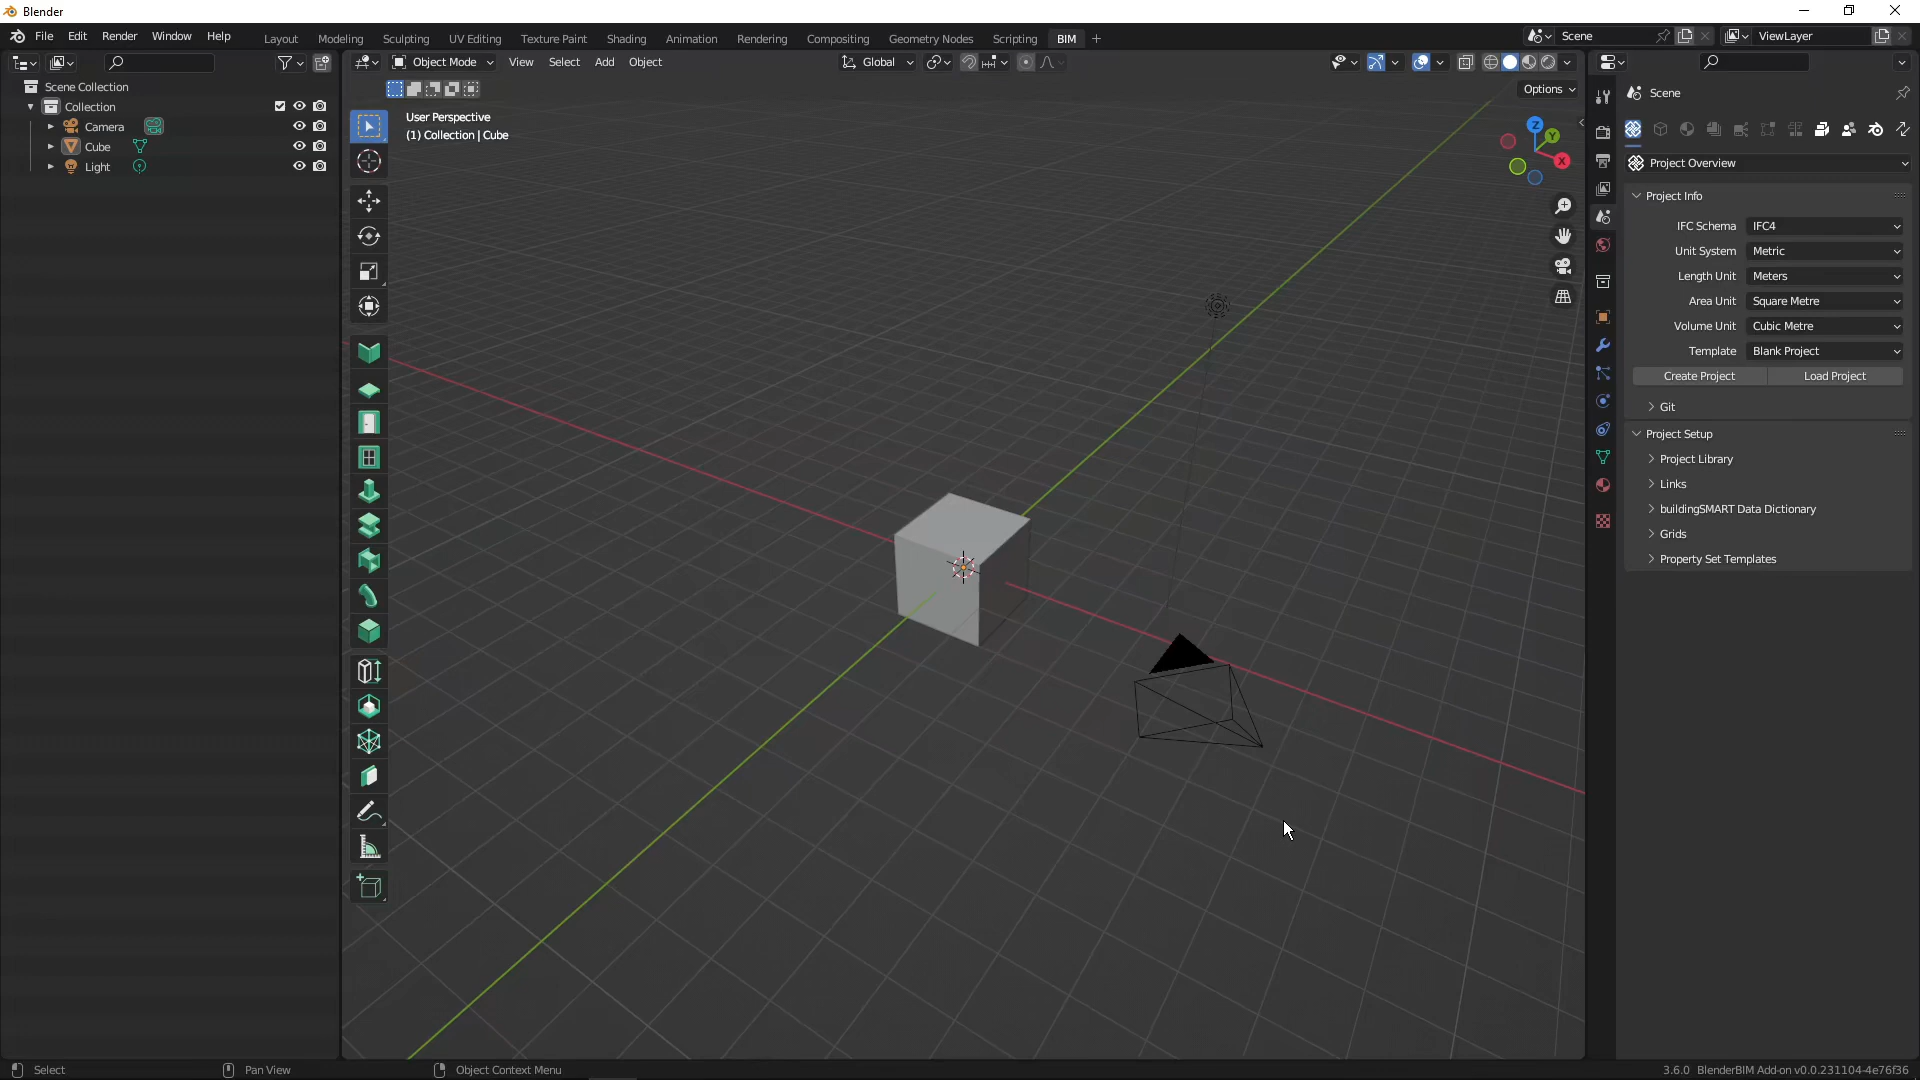 Blender
File Edit Render Window Help
Layout Modeling Sculpting UV Editing Texture Paint Shading Animation Rendering Compositing Geometry Nodes Scripting BIM +
Scene
ViewLayer
Object Mode View Select Add Object
Global
Options
Scene Collection
Collection
Camera
Cube
Light
User Perspective
(1) Collection | Cube
Z
Y
X
Scene
Project Overview
Project Info
IFC Schema IFC4
Unit System Metric
Length Unit Meters
Area Unit Square Metre
Volume Unit Cubic Metre
Template Blank Project
Create Project Load Project
Git
Project Setup
Project Library
Links
buildingSMART Data Dictionary
Grids
Property Set Templates
Select Pan View Object Context Menu
3.6.0 BlenderBIM Add-on v0.0.231104-4e76f36